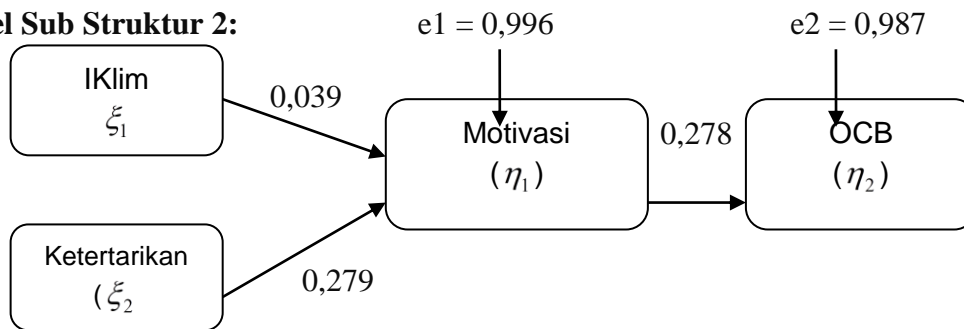 el Sub Struktur 2:
e1 = 0,996
e2 = 0,987
IKlim
ξ₁
0,039
Motivasi
(η₁)
0,278
OCB
(η₂)
Ketertarikan
(ξ₂
0,279